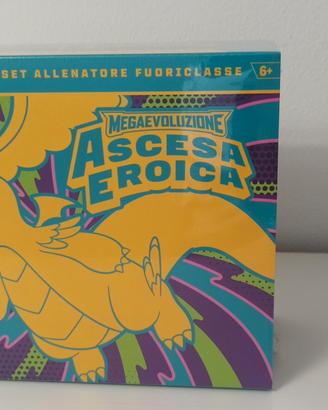 SET ALLENATORE FUORICLASSE 6+
MEGAEVOLUZIONE
ASCESA
EROICA